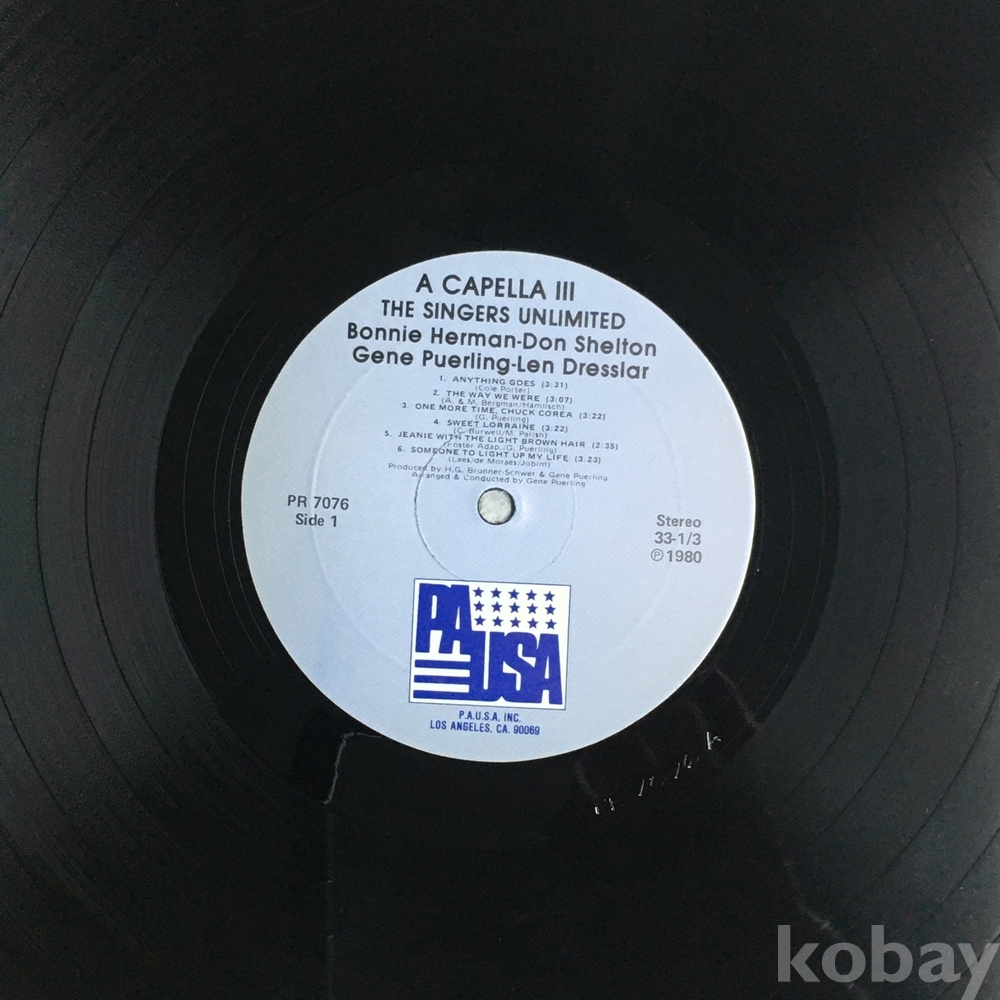 A CAPELLA III
THE SINGERS UNLIMITED
Bonnie Herman-Don Shelton
Gene Puerling-Len Dresslar
1. ANYTHING GOES (3:31)
(Cole Porter)
2. THE WAY WE WERE (3:07)
(A. & M. Bergman/Hamlisch)
3. ONE MORE TIME, CHUCK COREA (3:22)
(G. Puerling)
4. SWEET LORRAINE (3:22)
(C. Burwell/M. Parish)
5. JEANIE WITH THE LIGHT BROWN HAIR (2:35)
(Foster Adap./G. Puerling)
6. SOMEONE TO LIGHT UP MY LIFE (3:23)
(Lees/de Moraes/Jobim)
Produced by H.G. Brunner-Schwer & Gene Puerling
Arranged & Conducted by Gene Puerling
PR 7076
Side 1
Stereo
33-1/3
℗ 1980
PAUSA
P.A.U.S.A, INC.
LOS ANGELES, CA. 90069
kobay